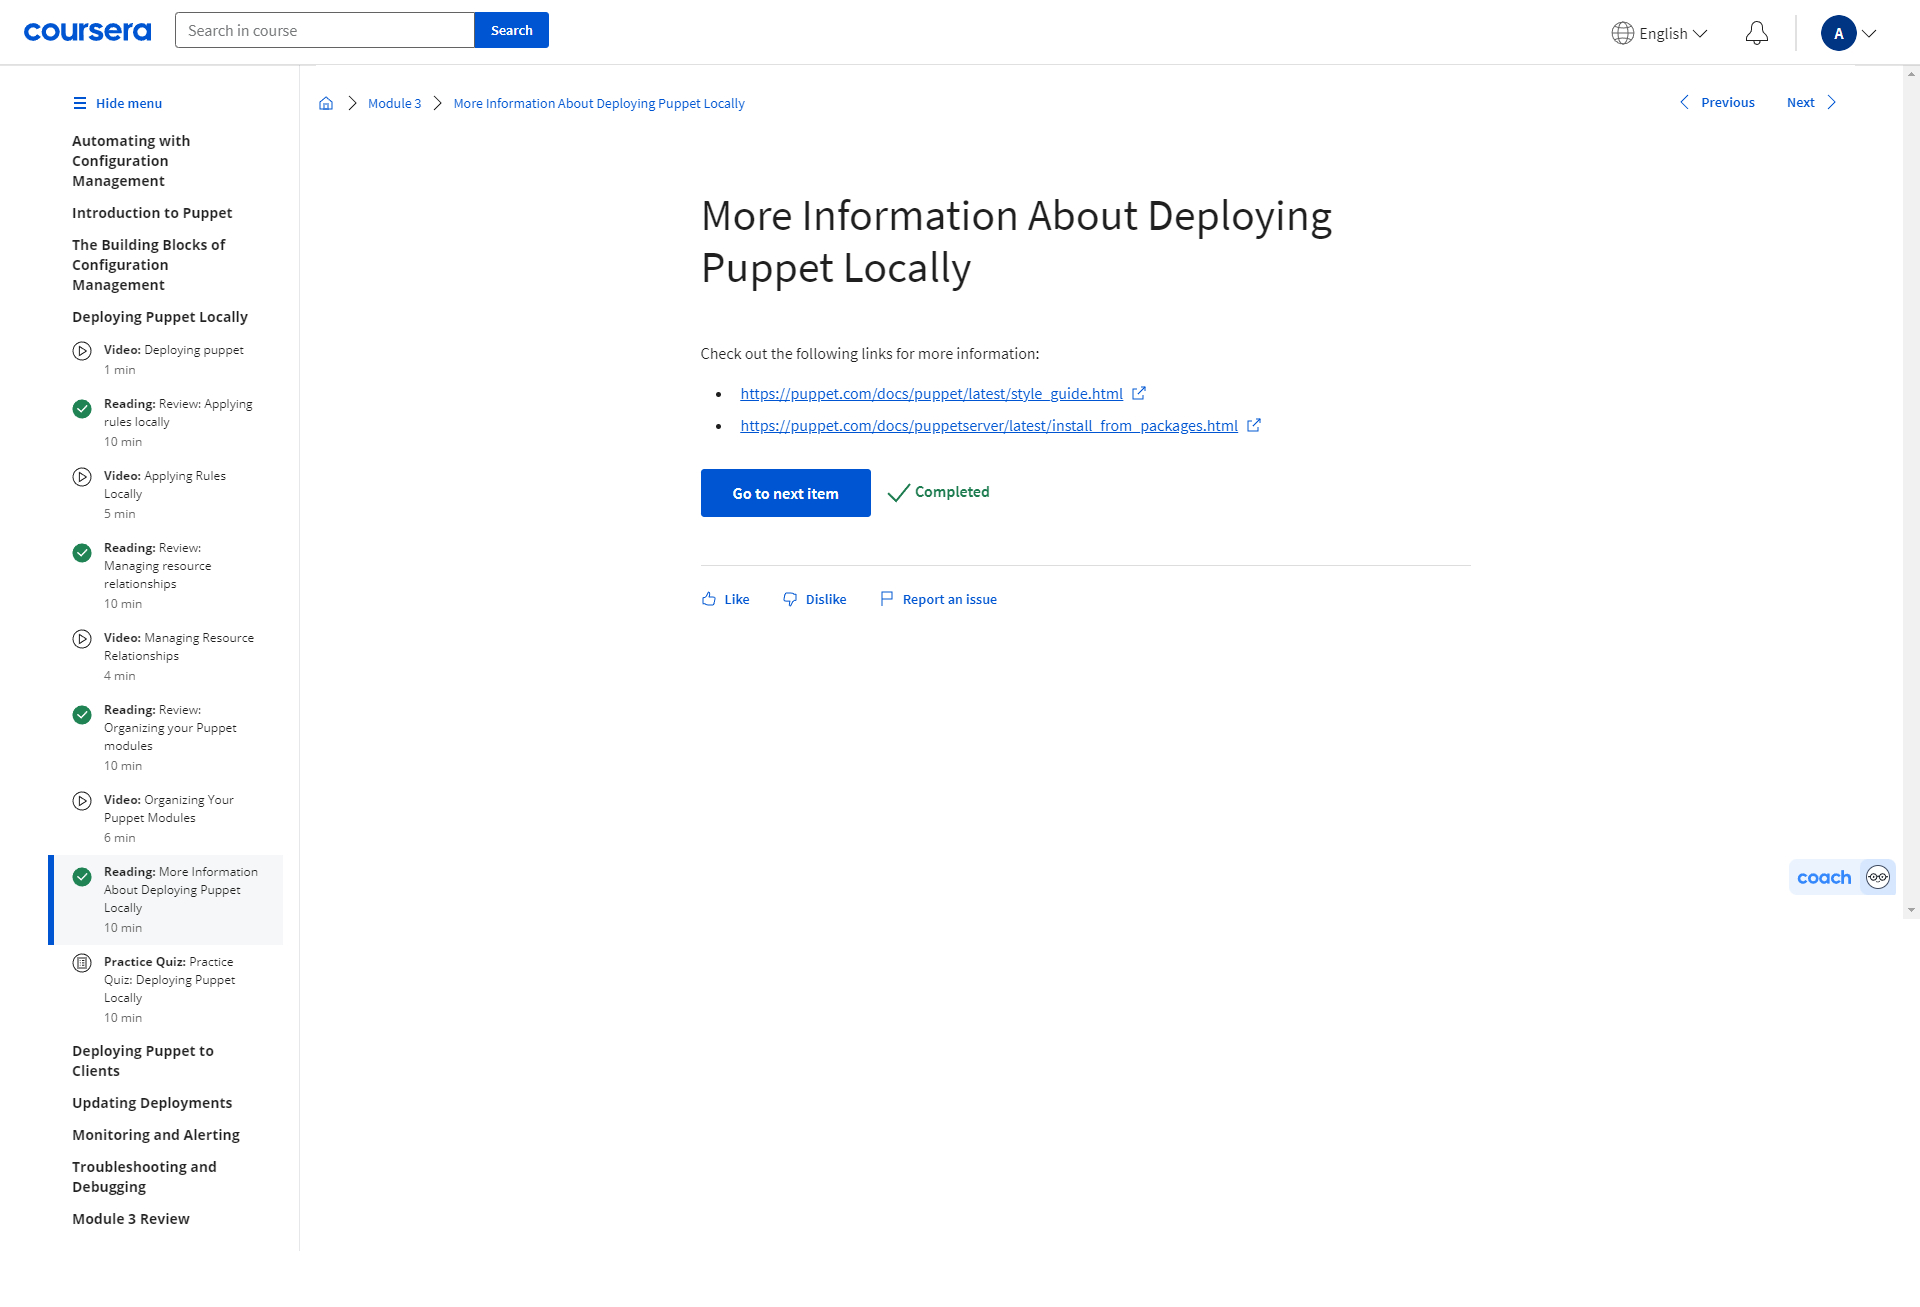 coursera
Search in course
Search
English
A
Hide menu
Automating with
Configuration
Management
Introduction to Puppet
The Building Blocks of
Configuration
Management
Deploying Puppet Locally
Video: Deploying puppet
1 min
Reading: Review: Applying
rules locally
10 min
Video: Applying Rules
Locally
5 min
Reading: Review:
Managing resource
relationships
10 min
Video: Managing Resource
Relationships
4 min
Reading: Review:
Organizing your Puppet
modules
10 min
Video: Organizing Your
Puppet Modules
6 min
Reading: More Information
About Deploying Puppet
Locally
10 min
Practice Quiz: Practice
Quiz: Deploying Puppet
Locally
10 min
Deploying Puppet to
Clients
Updating Deployments
Monitoring and Alerting
Troubleshooting and
Debugging
Module 3 Review
Module 3
More Information About Deploying Puppet Locally
Previous
Next
More Information About Deploying
Puppet Locally
Check out the following links for more information:
https://puppet.com/docs/puppet/latest/style_guide.html
https://puppet.com/docs/puppetserver/latest/install_from_packages.html
Go to next item
Completed
Like
Dislike
Report an issue
coach